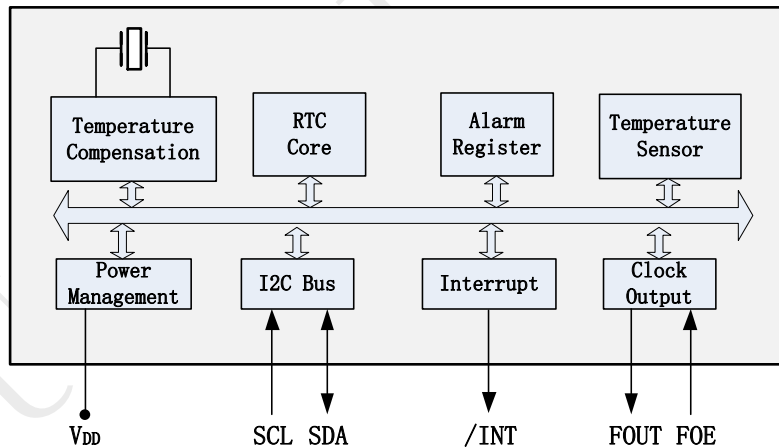 Temperature
Compensation
RTC
Core
Alarm
Register
Temperature
Sensor
Power
Management
I2C Bus
Interrupt
Clock
Output
VDD
SCL SDA
/INT
FOUT FOE